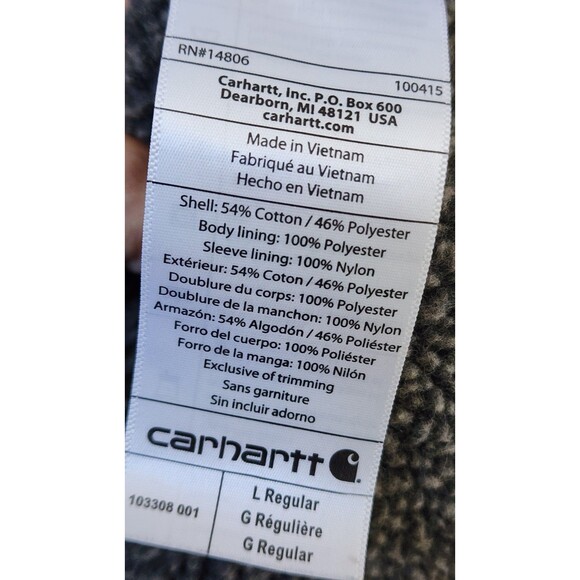 RN#14806
100415
Carhartt, Inc. P.O. Box 600
Dearborn, MI 48121 USA
carhartt.com
Made in Vietnam
Fabriqué au Vietnam
Hecho en Vietnam
Shell: 54% Cotton / 46% Polyester
Body lining: 100% Polyester
Sleeve lining: 100% Nylon
Extérieur: 54% Coton / 46% Polyester
Doublure du corps: 100% Polyester
Doublure de la manchon: 100% Nylon
Armazón: 54% Algodón / 46% Poliéster
Forro del cuerpo: 100% Poliéster
Forro de la manga: 100% Nilón
Exclusive of trimming
Sans garniture
Sin incluir adorno
carhartt
103308 001
L Regular
G Régulière
G Regular